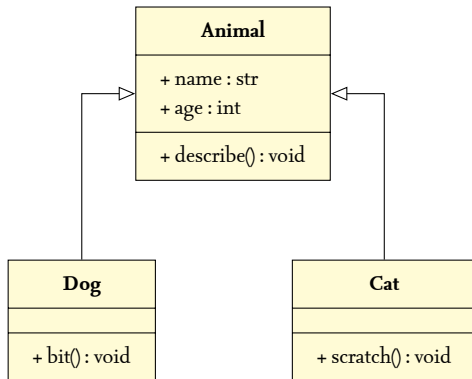 Animal
+ name : str
+ age : int
+ describe() : void
Dog
+ bit() : void
Cat
+ scratch() : void